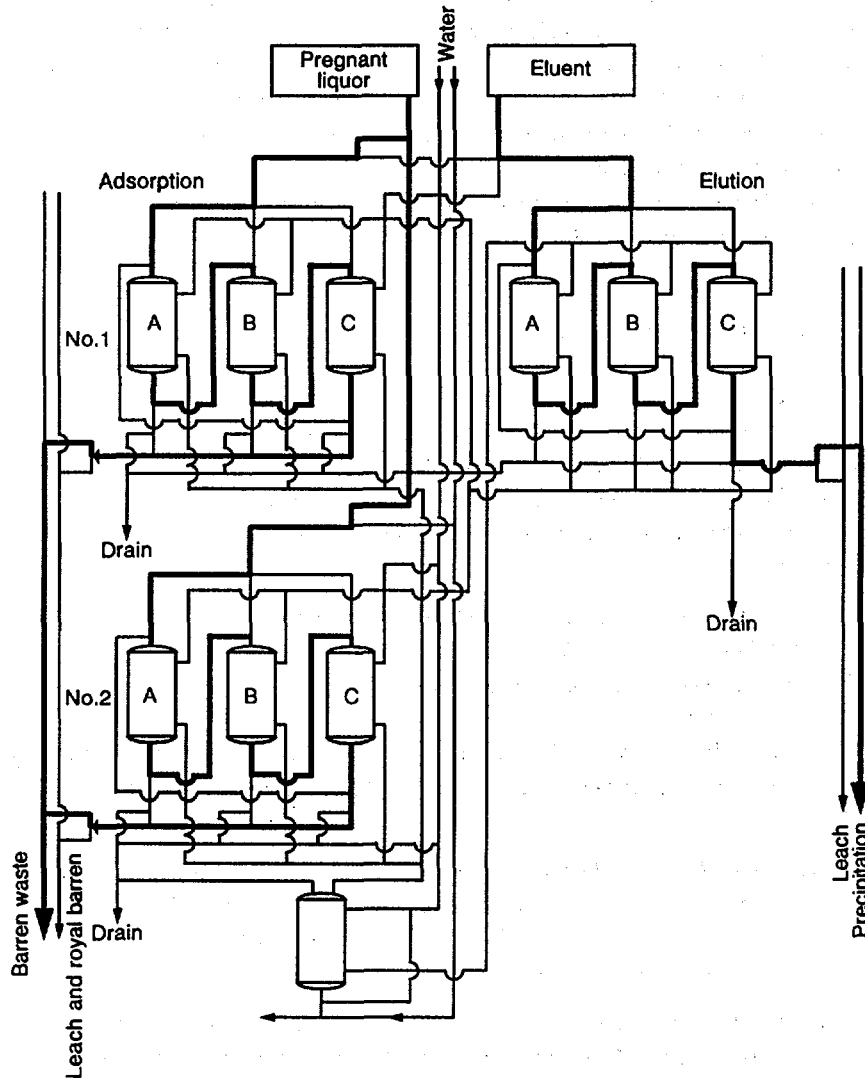 Pregnant
liquor
Water
Eluent
Adsorption
Elution
A
B
C
A
B
C
No.1
Drain
A
B
C
No.2
Drain
Drain
Barren waste
Leach and royal barren
Leach
Precipitation